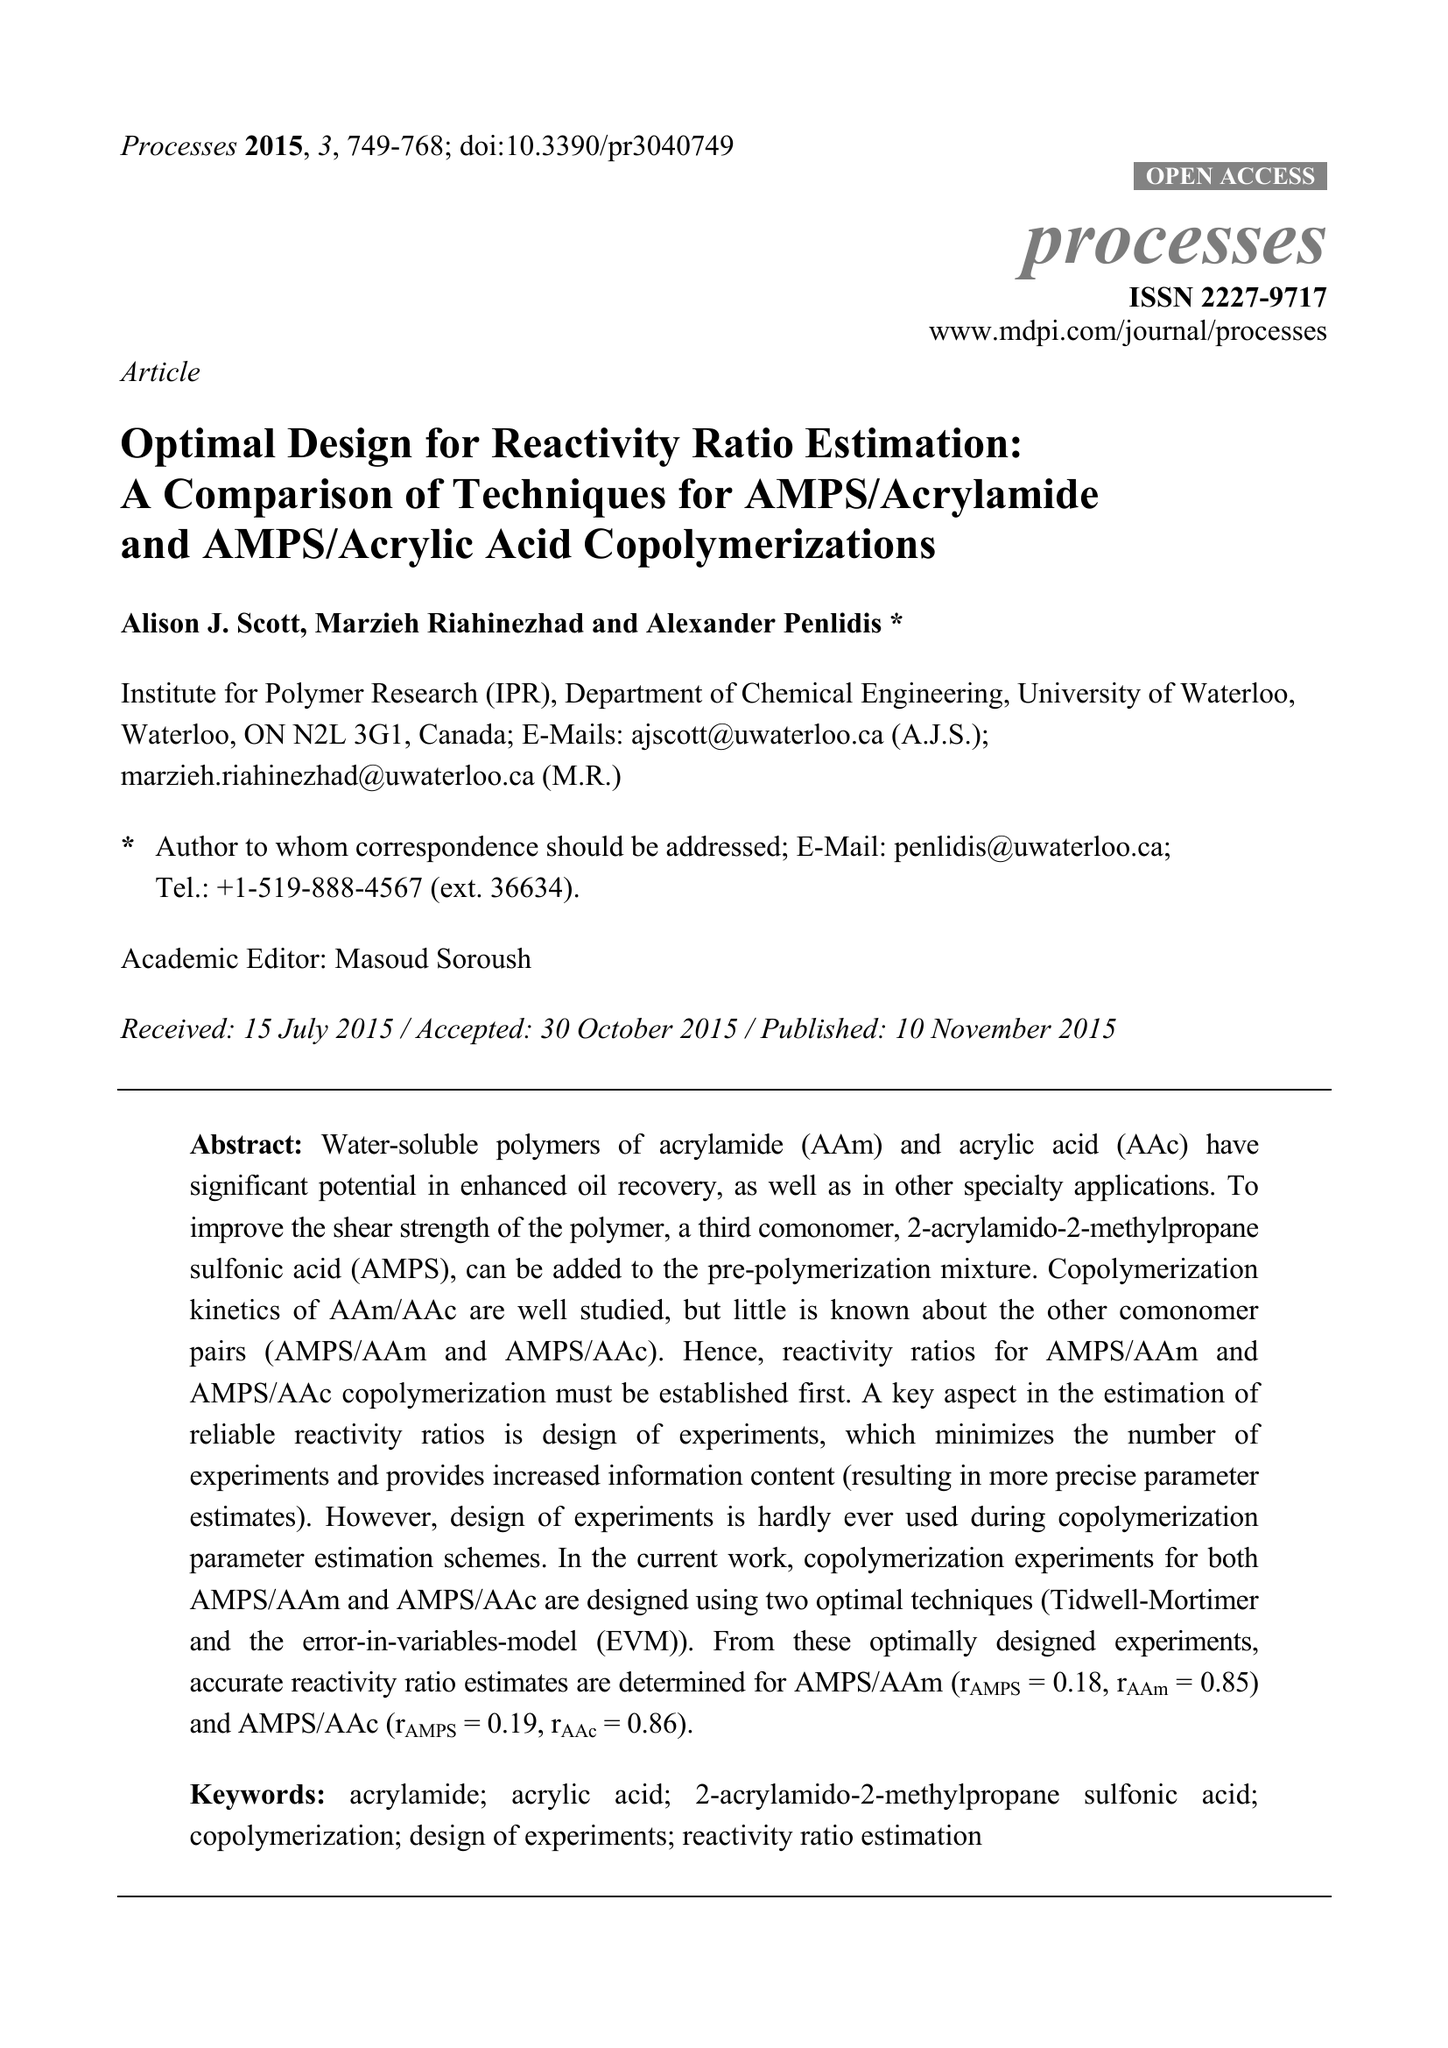 Processes 2015, 3, 749-768; doi:10.3390/pr3040749
OPEN ACCESS
processes
ISSN 2227-9717
www.mdpi.com/journal/processes
Article
Optimal Design for Reactivity Ratio Estimation:
A Comparison of Techniques for AMPS/Acrylamide
and AMPS/Acrylic Acid Copolymerizations
Alison J. Scott, Marzieh Riahinezhad and Alexander Penlidis *
Institute for Polymer Research (IPR), Department of Chemical Engineering, University of Waterloo,
Waterloo, ON N2L 3G1, Canada; E-Mails: ajscott@uwaterloo.ca (A.J.S.);
marzieh.riahinezhad@uwaterloo.ca (M.R.)
* Author to whom correspondence should be addressed; E-Mail: penlidis@uwaterloo.ca;
Tel.: +1-519-888-4567 (ext. 36634).
Academic Editor: Masoud Soroush
Received: 15 July 2015 / Accepted: 30 October 2015 / Published: 10 November 2015
Abstract: Water-soluble polymers of acrylamide (AAm) and acrylic acid (AAc) have
significant potential in enhanced oil recovery, as well as in other specialty applications. To
improve the shear strength of the polymer, a third comonomer, 2-acrylamido-2-methylpropane
sulfonic acid (AMPS), can be added to the pre-polymerization mixture. Copolymerization
kinetics of AAm/AAc are well studied, but little is known about the other comonomer
pairs (AMPS/AAm and AMPS/AAc). Hence, reactivity ratios for AMPS/AAm and
AMPS/AAc copolymerization must be established first. A key aspect in the estimation of
reliable reactivity ratios is design of experiments, which minimizes the number of
experiments and provides increased information content (resulting in more precise parameter
estimates). However, design of experiments is hardly ever used during copolymerization
parameter estimation schemes. In the current work, copolymerization experiments for both
AMPS/AAm and AMPS/AAc are designed using two optimal techniques (Tidwell-Mortimer
and the error-in-variables-model (EVM)). From these optimally designed experiments,
accurate reactivity ratio estimates are determined for AMPS/AAm (rAMPS = 0.18, rAAm = 0.85)
and AMPS/AAc (rAMPS = 0.19, rAAc = 0.86).
Keywords: acrylamide; acrylic acid; 2-acrylamido-2-methylpropane sulfonic acid;
copolymerization; design of experiments; reactivity ratio estimation